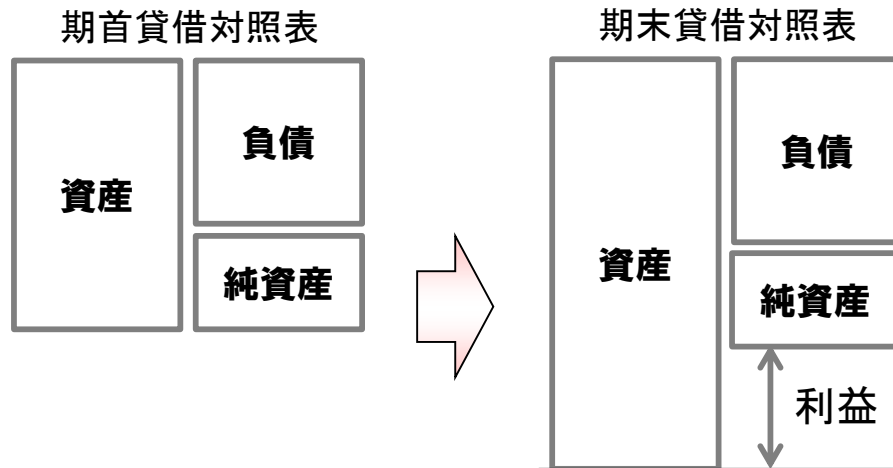 期首貸借対照表
資産
負債
純資産
期末貸借対照表
資産
負債
純資産
利益